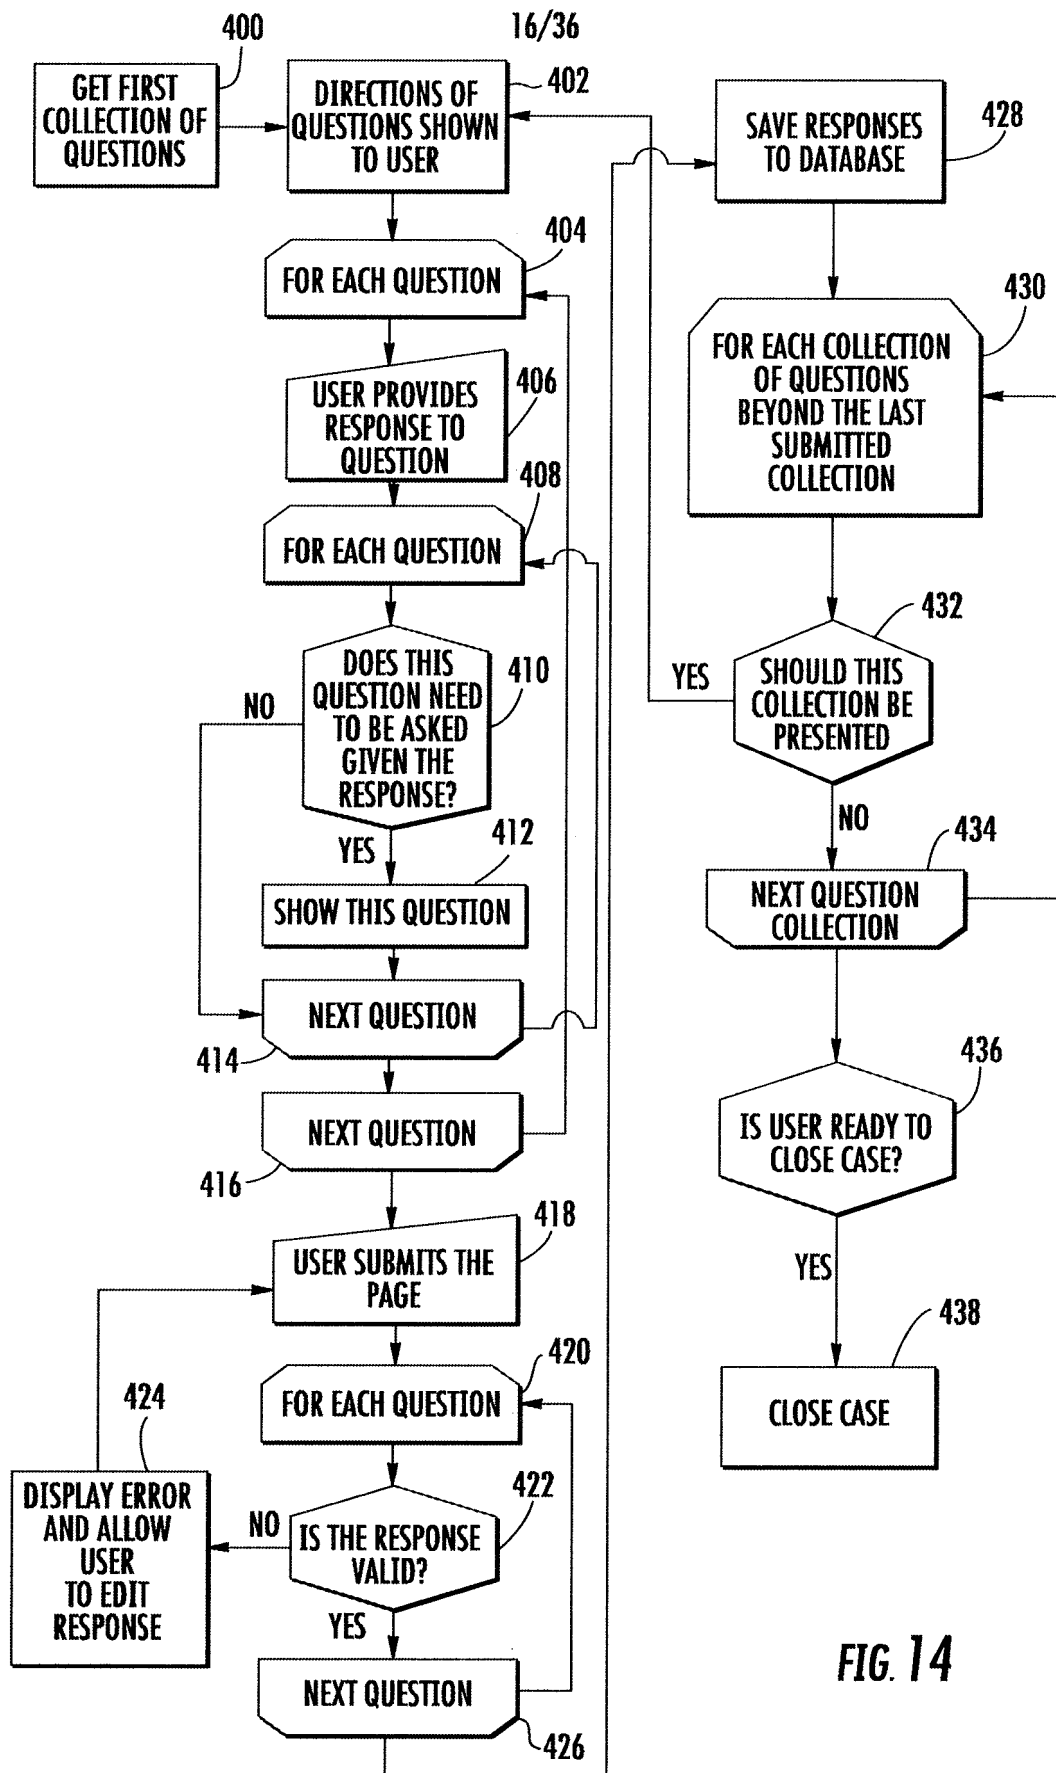 16/36
400
GET FIRST
COLLECTION OF
QUESTIONS
402
DIRECTIONS OF
QUESTIONS SHOWN
TO USER
404
FOR EACH QUESTION
406
USER PROVIDES
RESPONSE TO
QUESTION
408
FOR EACH QUESTION
410
DOES THIS
QUESTION NEED
TO BE ASKED
GIVEN THE
RESPONSE?
NO
YES
412
SHOW THIS QUESTION
NEXT QUESTION
414
NEXT QUESTION
416
418
USER SUBMITS THE
PAGE
420
FOR EACH QUESTION
422
IS THE RESPONSE
VALID?
NO
YES
424
DISPLAY ERROR
AND ALLOW
USER
TO EDIT
RESPONSE
NEXT QUESTION
426
SAVE RESPONSES
TO DATABASE
428
430
FOR EACH COLLECTION
OF QUESTIONS
BEYOND THE LAST
SUBMITTED
COLLECTION
432
SHOULD THIS
COLLECTION BE
PRESENTED
YES
NO
434
NEXT QUESTION
COLLECTION
436
IS USER READY TO
CLOSE CASE?
YES
438
CLOSE CASE
FIG. 14